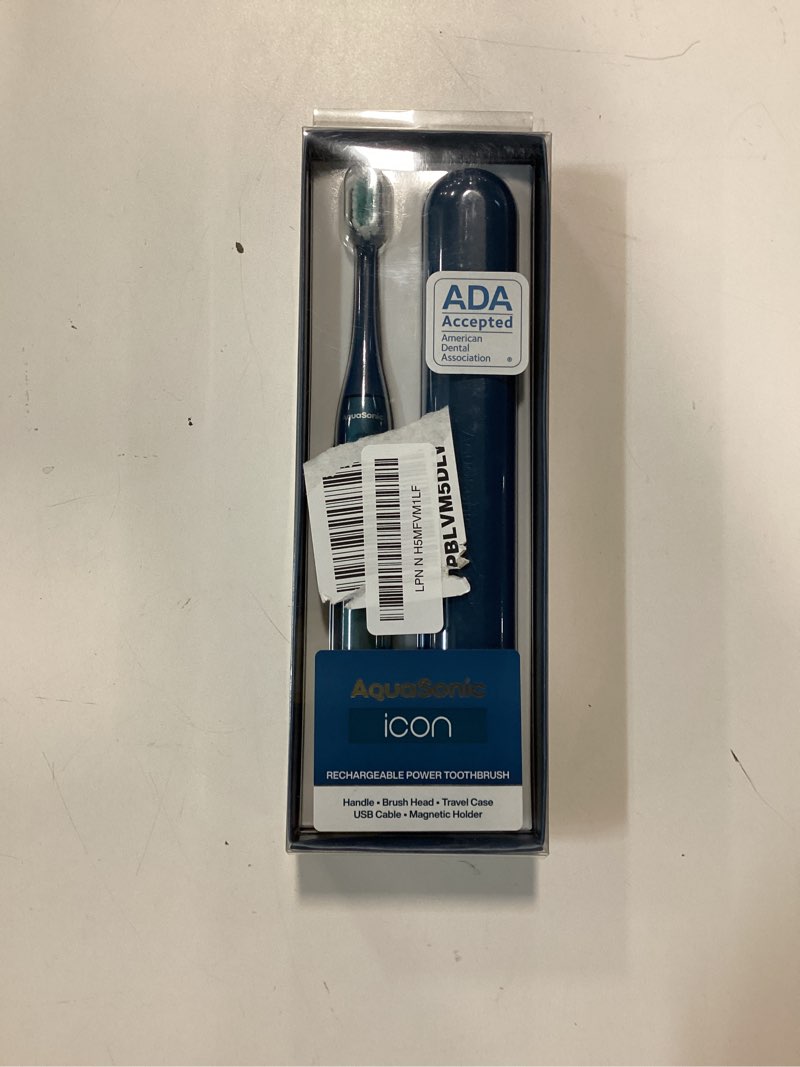 ADA
Accepted
American
Dental
Association ®
AquaSonic
LPN N H5MFVM1LF
AquaSonic
icon
RECHARGEABLE POWER TOOTHBRUSH
Handle • Brush Head • Travel Case
USB Cable • Magnetic Holder